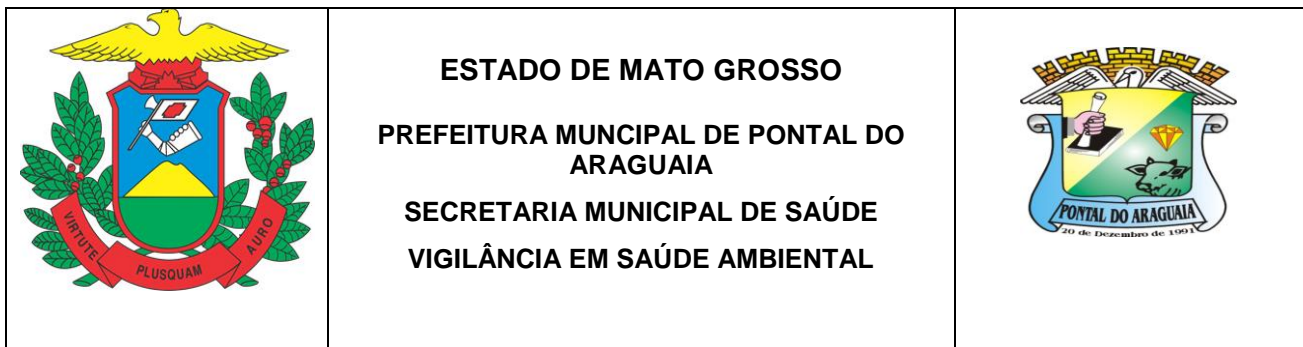 VIRTUTE
PLUSQUAM
AURO
ESTADO DE MATO GROSSO
PREFEITURA MUNCIPAL DE PONTAL DO
ARAGUAIA
SECRETARIA MUNICIPAL DE SAÚDE
VIGILÂNCIA EM SAÚDE AMBIENTAL
PONTAL DO ARAGUAIA
20 de Dezembro de 1991